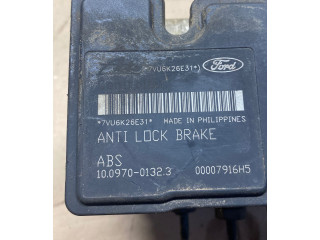 *7VU6K26E31*)
Ford
*7VU6K26E31* MADE IN PHILIPPINES
ANTI LOCK BRAKE
ABS
10.0970-0132.3 00007916H5